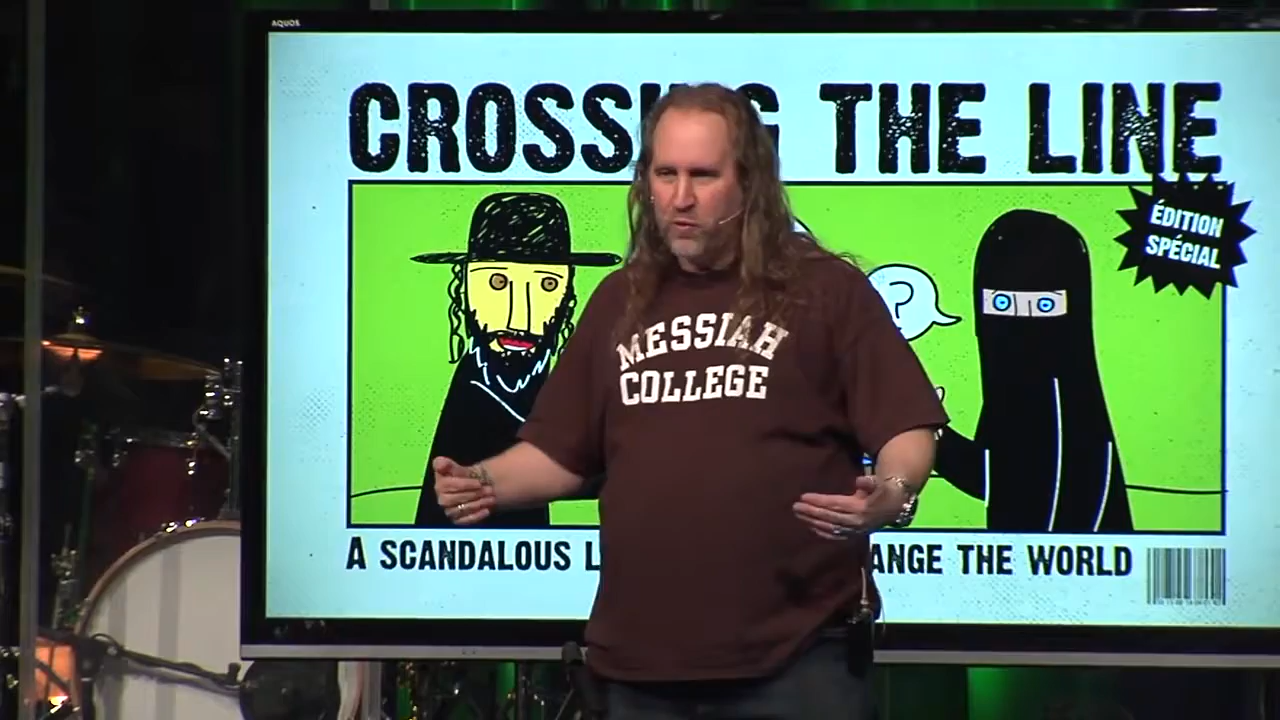 AQUOS
CROSS G THE LINE
ÉDITION
SPÉCIAL
?
MESSIAH
COLLEGE
A SCANDALOUS L ANGE THE WORLD